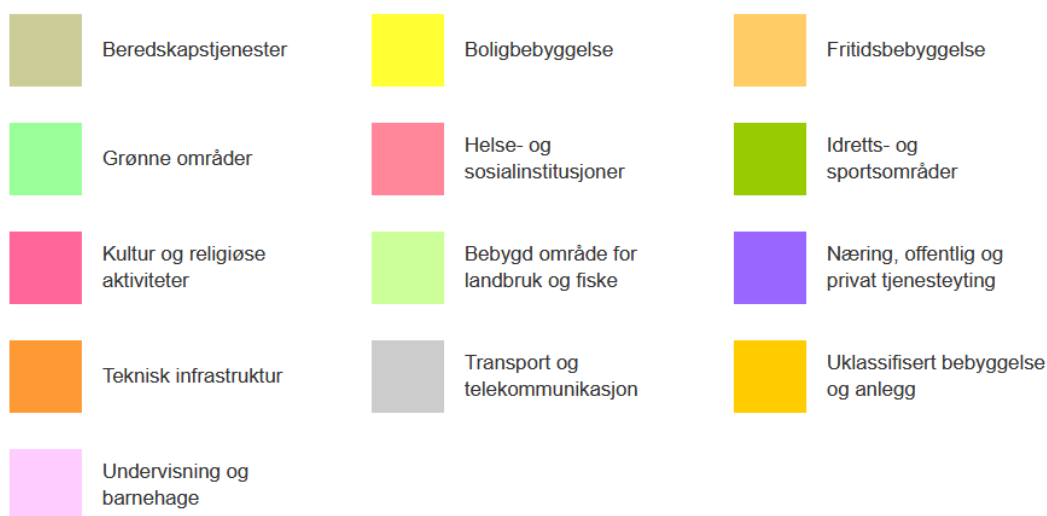 Beredskapstjenester
Boligbebyggelse
Fritidsbebyggelse
Grønne områder
Helse- og
sosialinstitusjoner
Idretts- og
sportsområder
Kultur og religiøse
aktiviteter
Bebygd område for
landbruk og fiske
Næring, offentlig og
privat tjenesteyting
Teknisk infrastruktur
Transport og
telekommunikasjon
Uklassifisert bebyggelse
og anlegg
Undervisning og
barnehage